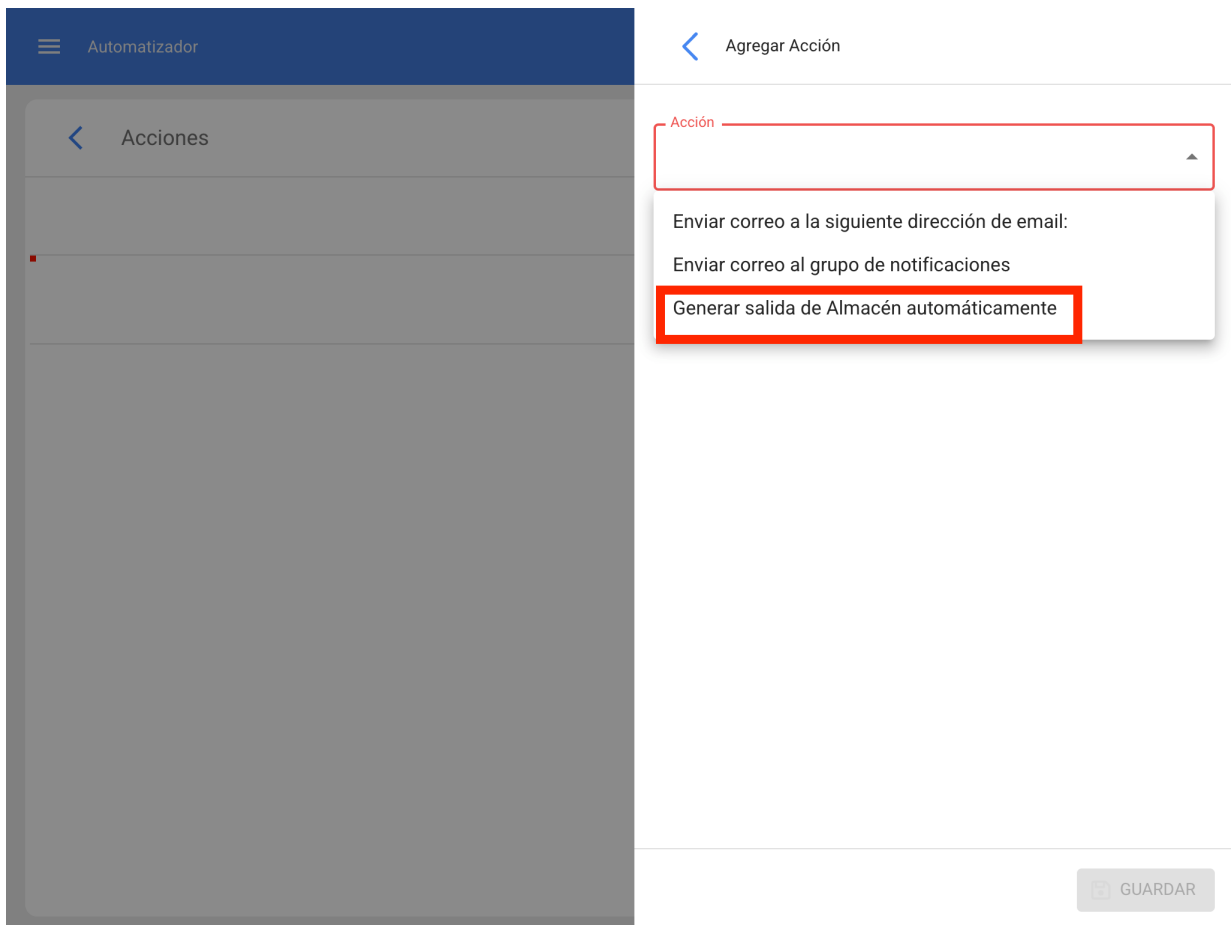 Automatizador
Acciones
Agregar Acción
Acción
Enviar correo a la siguiente dirección de email:
Enviar correo al grupo de notificaciones
Generar salida de Almacén automáticamente
GUARDAR